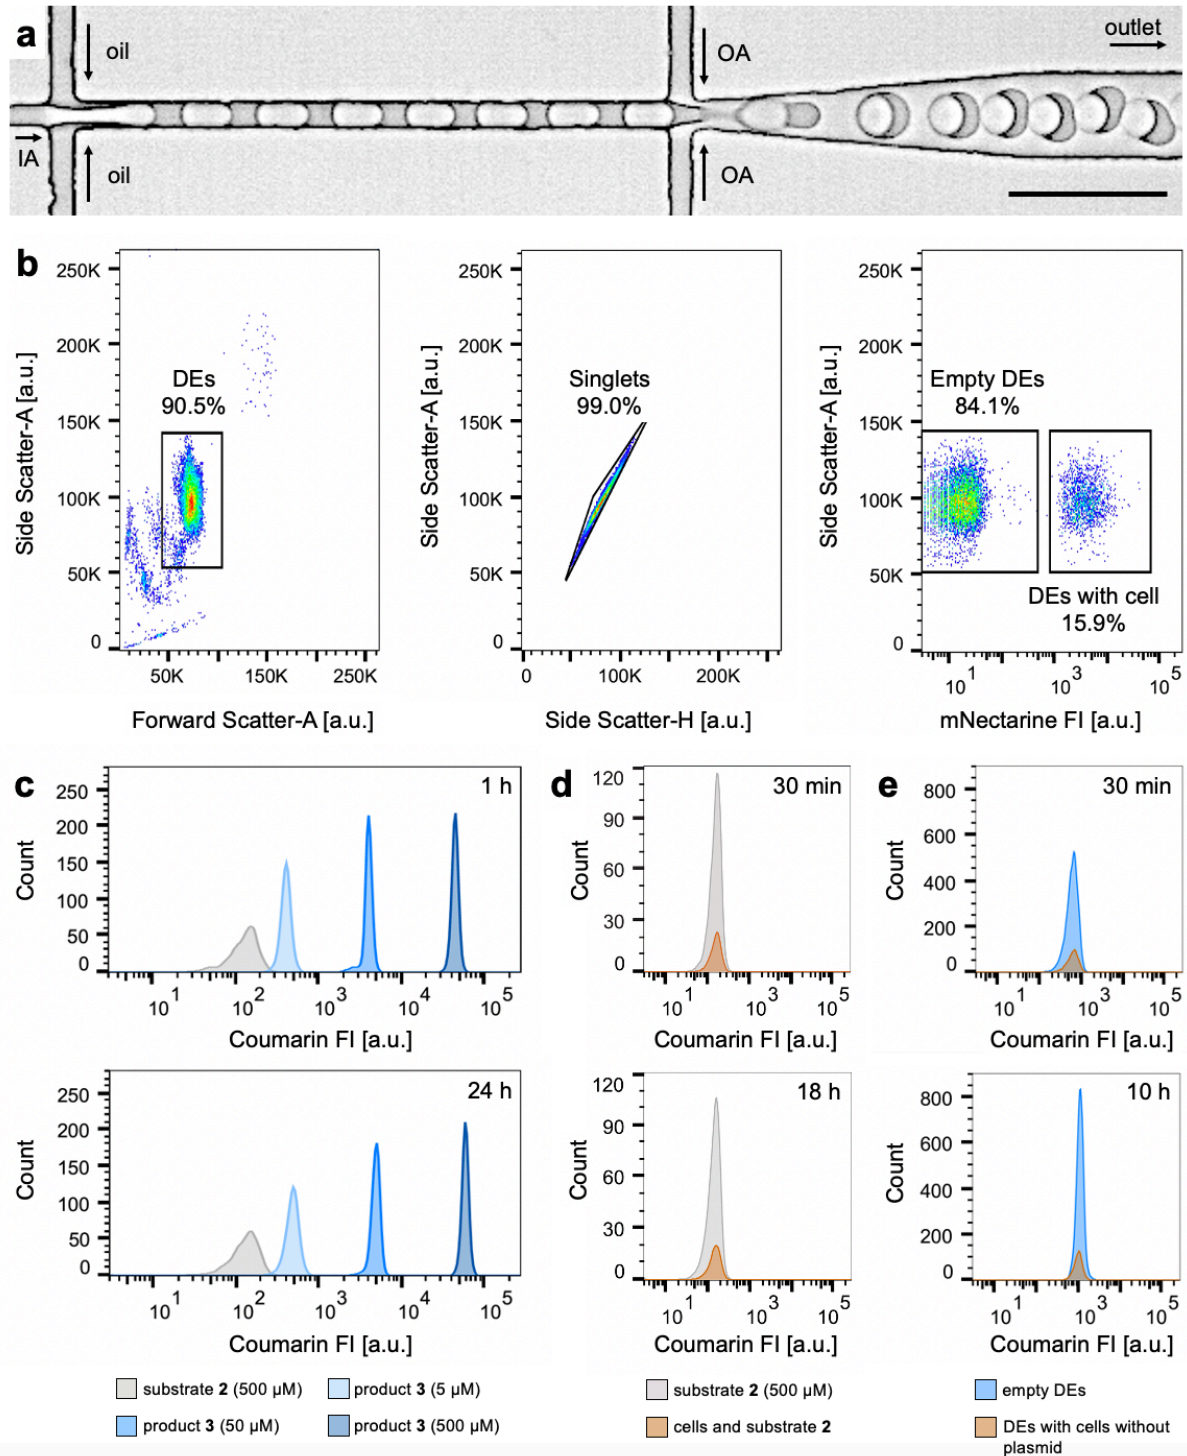 a
oil
OA
outlet
IA
oil
OA
b
250K
200K
150K
100K
50K
0
Side Scatter-A [a.u.]
DEs
90.5%
50K
150K
250K
Forward Scatter-A [a.u.]
250K
200K
150K
100K
50K
0
Side Scatter-A [a.u.]
Singlets
99.0%
0
100K
200K
Side Scatter-H [a.u.]
250K
200K
150K
100K
50K
0
Side Scatter-A [a.u.]
Empty DEs
84.1%
DEs with cell
15.9%
10^1
10^3
10^5
mNectarine FI [a.u.]
c
1 h
250
200
150
100
50
0
Count
10^1
10^2
10^3
10^4
10^5
Coumarin FI [a.u.]
24 h
250
200
150
100
50
0
Count
10^1
10^2
10^3
10^4
10^5
Coumarin FI [a.u.]
substrate 2 (500 µM)
product 3 (5 µM)
product 3 (50 µM)
product 3 (500 µM)
d
30 min
120
90
60
30
0
Count
10^1
10^3
10^5
Coumarin FI [a.u.]
18 h
120
90
60
30
0
Count
10^1
10^3
10^5
Coumarin FI [a.u.]
substrate 2 (500 µM)
cells and substrate 2
e
30 min
800
600
400
200
0
Count
10^1
10^3
10^5
Coumarin FI [a.u.]
10 h
800
600
400
200
0
Count
10^1
10^3
10^5
Coumarin FI [a.u.]
empty DEs
DEs with cells without
plasmid